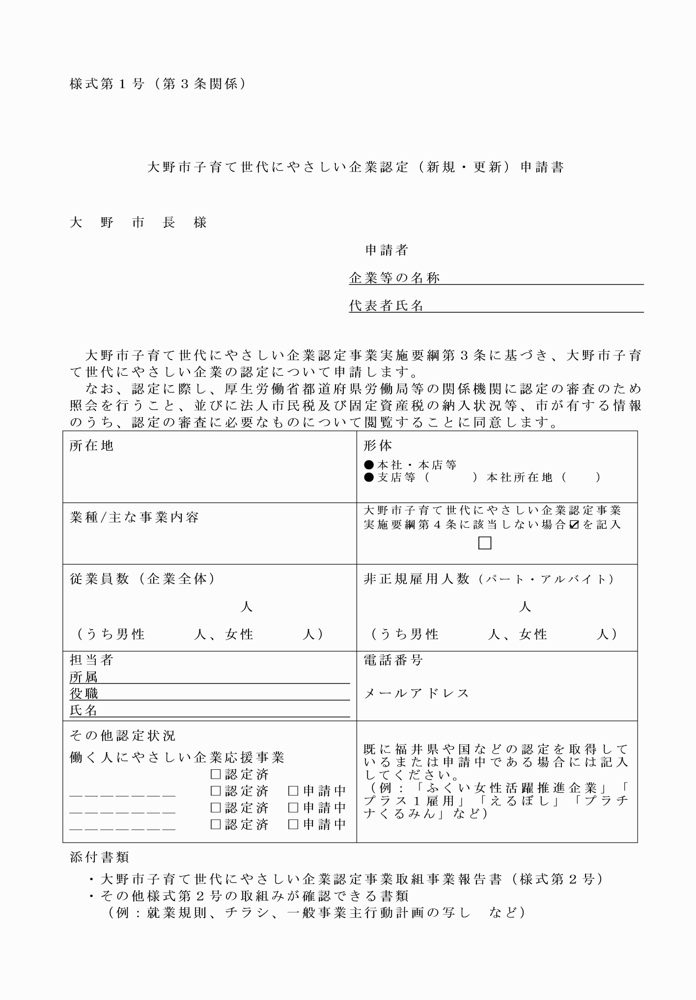 様式第１号（第３条関係）
大野市子育て世代にやさしい企業認定（新規・更新）申請書
大　野　市　長　様
申請者
企業等の名称
代表者氏名
大野市子育て世代にやさしい企業認定事業実施要綱第３条に基づき、大野市子育
て世代にやさしい企業の認定について申請します。
なお、認定に際し、厚生労働省都道府県労働局等の関係機関に認定の審査のため
照会を行うこと、並びに法人市民税及び固定資産税の納入状況等、市が有する情報
のうち、認定の審査に必要なものについて閲覧することに同意します。
所在地
形体
●本社・本店等
●支店等（　　　）本社所在地（　　）
業種/主な事業内容
大野市子育て世代にやさしい企業認定事業
実施要綱第４条に該当しない場合☑を記入
□
従業員数（企業全体）
人
（うち男性　　　人、女性　　　人）
非正規雇用人数（パート・アルバイト）
人
（うち男性　　　人、女性　　　人）
担当者
所属
役職
氏名
電話番号
メールアドレス
その他認定状況
働く人にやさしい企業応援事業
□認定済
＿＿＿＿＿＿＿　　□認定済　□申請中
＿＿＿＿＿＿＿　　□認定済　□申請中
＿＿＿＿＿＿＿　　□認定済　□申請中
既に福井県や国などの認定を取得して
いるまたは申請中である場合には記入
してください。
（例：「ふくい女性活躍推進企業」「
プラス１雇用」「えるぼし」「プラチ
ナくるみん」など）
添付書類
・大野市子育て世代にやさしい企業認定事業取組事業報告書（様式第２号）
・その他様式第２号の取組みが確認できる書類
（例：就業規則、チラシ、一般事業主行動計画の写し　など）